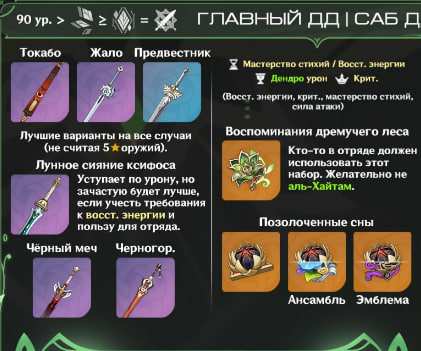 90 ур. > ≥ =
ГЛАВНЫЙ ДД | САБ Д
Токабо Жало Предвестник
Лучшие варианты на все случаи
(не считая 5★оружий).
Лунное сияние ксифоса
Уступает по урону, но
зачастую будет лучше,
если учесть требования
к восст. энергии и
пользу для отряда.
Чёрный меч Черногор.
Мастерство стихий / Восст. энергии
Дендро урон Крит.
(Восст. энергии, крит., мастерство стихий,
сила атаки)
Воспоминания дремучего леса
Кто-то в отряде должен
использовать этот
набор. Желательно не
аль-Хайтам.
Позолоченные сны
Ансамбль Эмблема
0